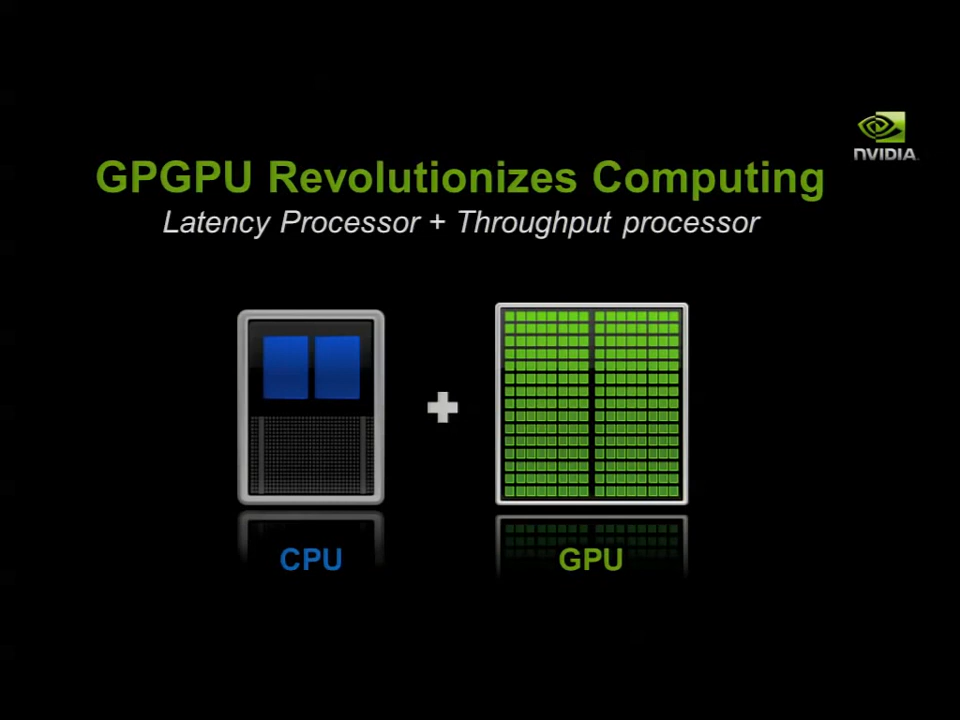 NVIDIA
GPGPU Revolutionizes Computing
Latency Processor + Throughput processor
CPU
GPU